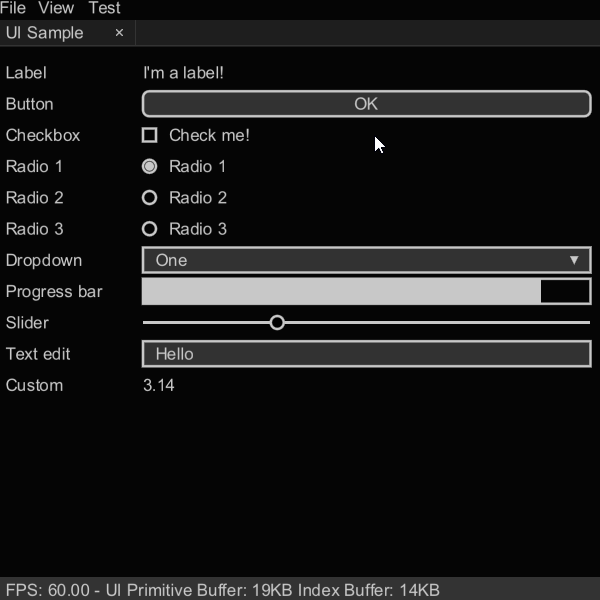 File View Test
UI Sample ×
Label I'm a label!
Button OK
Checkbox Check me!
Radio 1 Radio 1
Radio 2 Radio 2
Radio 3 Radio 3
Dropdown One ▼
Progress bar
Slider
Text edit Hello
Custom 3.14
FPS: 60.00 - UI Primitive Buffer: 19KB Index Buffer: 14KB